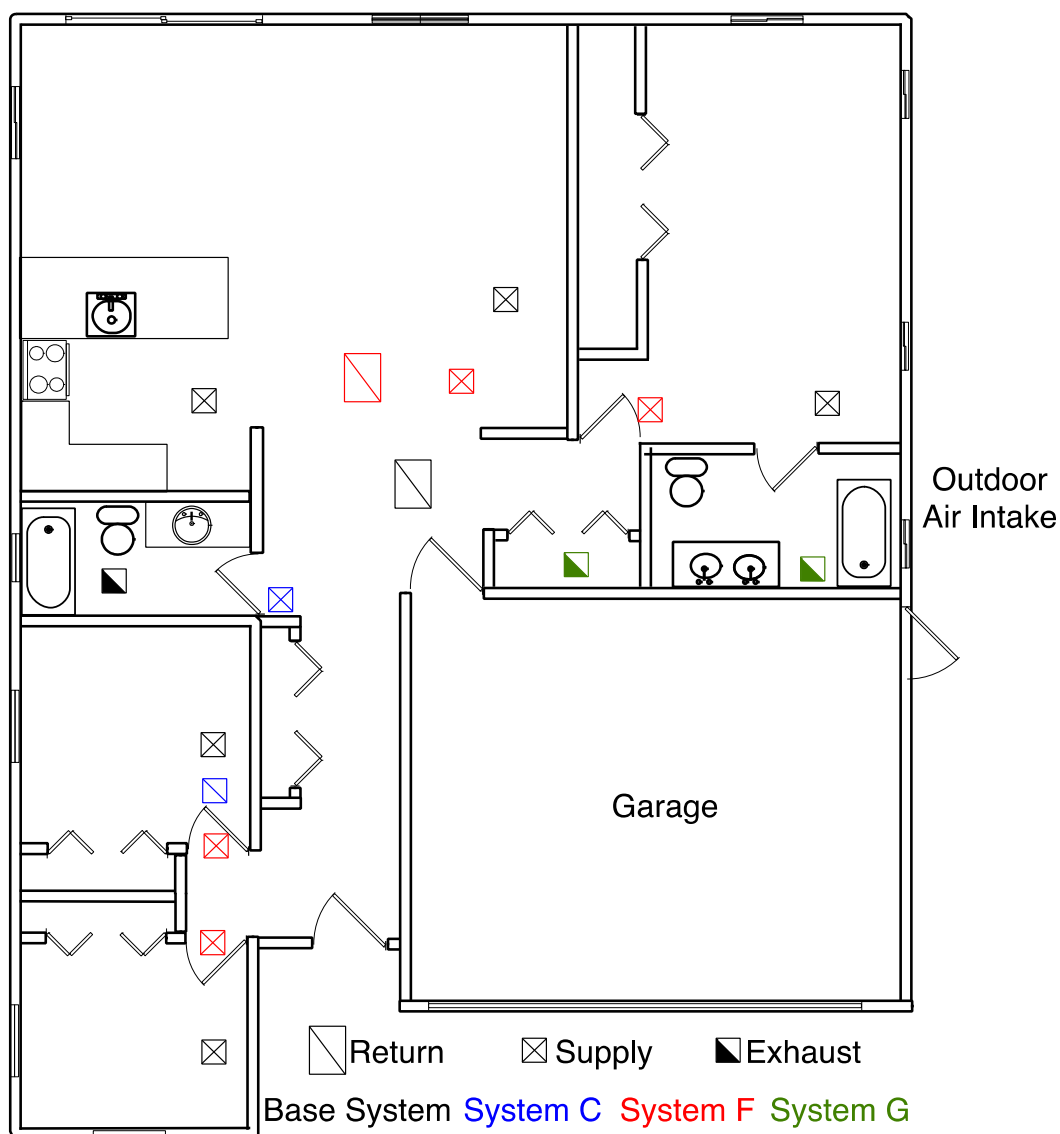 Outdoor
Air Intake
Garage
Return Supply Exhaust
Base System System C System F System G